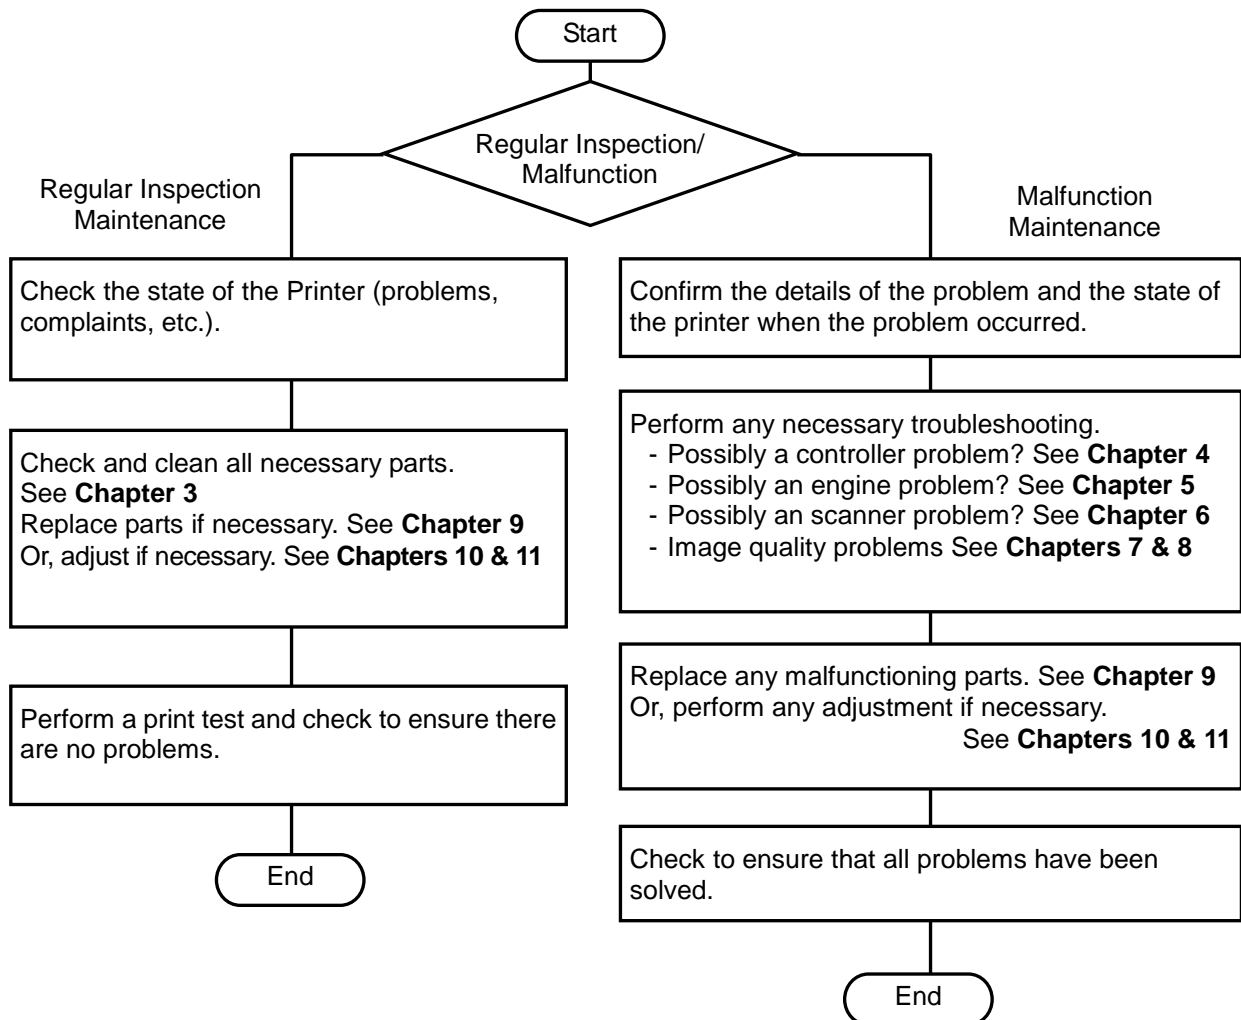 Start
Regular Inspection/
Malfunction
Regular Inspection
Maintenance
Malfunction
Maintenance
Check the state of the Printer (problems,
complaints, etc.).
Check and clean all necessary parts.
See Chapter 3
Replace parts if necessary. See Chapter 9
Or, adjust if necessary. See Chapters 10 & 11
Perform a print test and check to ensure there
are no problems.
End
Confirm the details of the problem and the state of
the printer when the problem occurred.
Perform any necessary troubleshooting.
- Possibly a controller problem? See Chapter 4
- Possibly an engine problem? See Chapter 5
- Possibly an scanner problem? See Chapter 6
- Image quality problems See Chapters 7 & 8
Replace any malfunctioning parts. See Chapter 9
Or, perform any adjustment if necessary.
See Chapters 10 & 11
Check to ensure that all problems have been
solved.
End